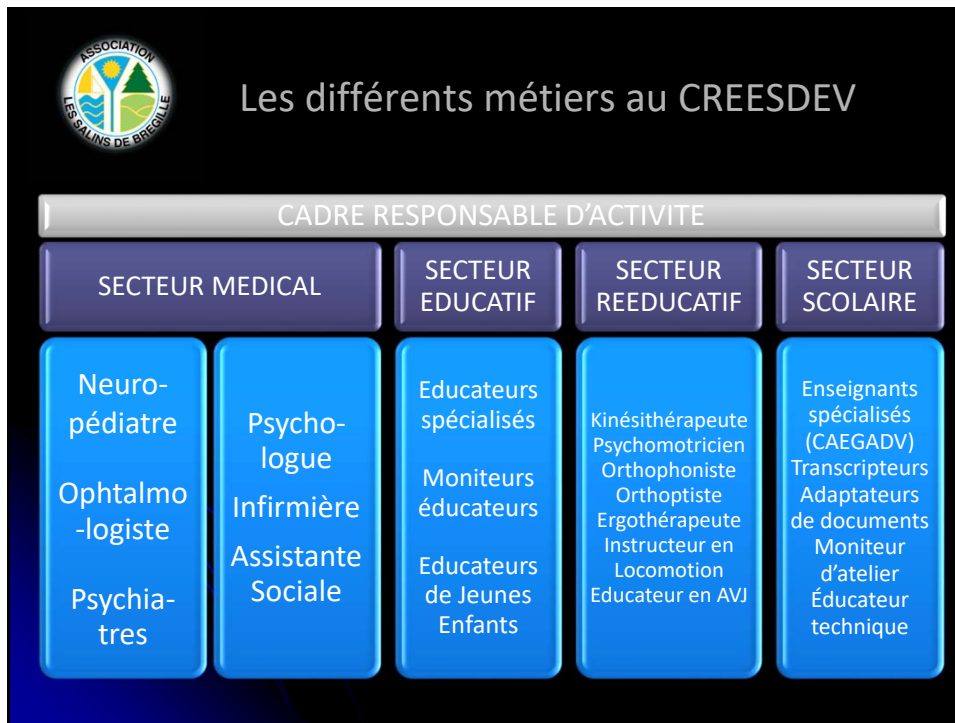 ASSOCIATION
LES SALINS DE BREGILLE
Les différents métiers au CREESDEV
CADRE RESPONSABLE D'ACTIVITE
SECTEUR MEDICAL
SECTEUR
EDUCATIF
SECTEUR
REEDUCATIF
SECTEUR
SCOLAIRE
Neuro-
pédiatre
Ophtalmo
-logiste
Psychia-
tres
Psycho-
logue
Infirmière
Assistante
Sociale
Educateurs
spécialisés
Moniteurs
éducateurs
Educateurs
de Jeunes
Enfants
Kinésithérapeute
Psychomotricien
Orthophoniste
Orthoptiste
Ergothérapeute
Instructeur en
Locomotion
Educateur en AVJ
Enseignants
spécialisés
(CAEGADV)
Transcripteurs
Adaptateurs
de documents
Moniteur
d'atelier
Éducateur
technique